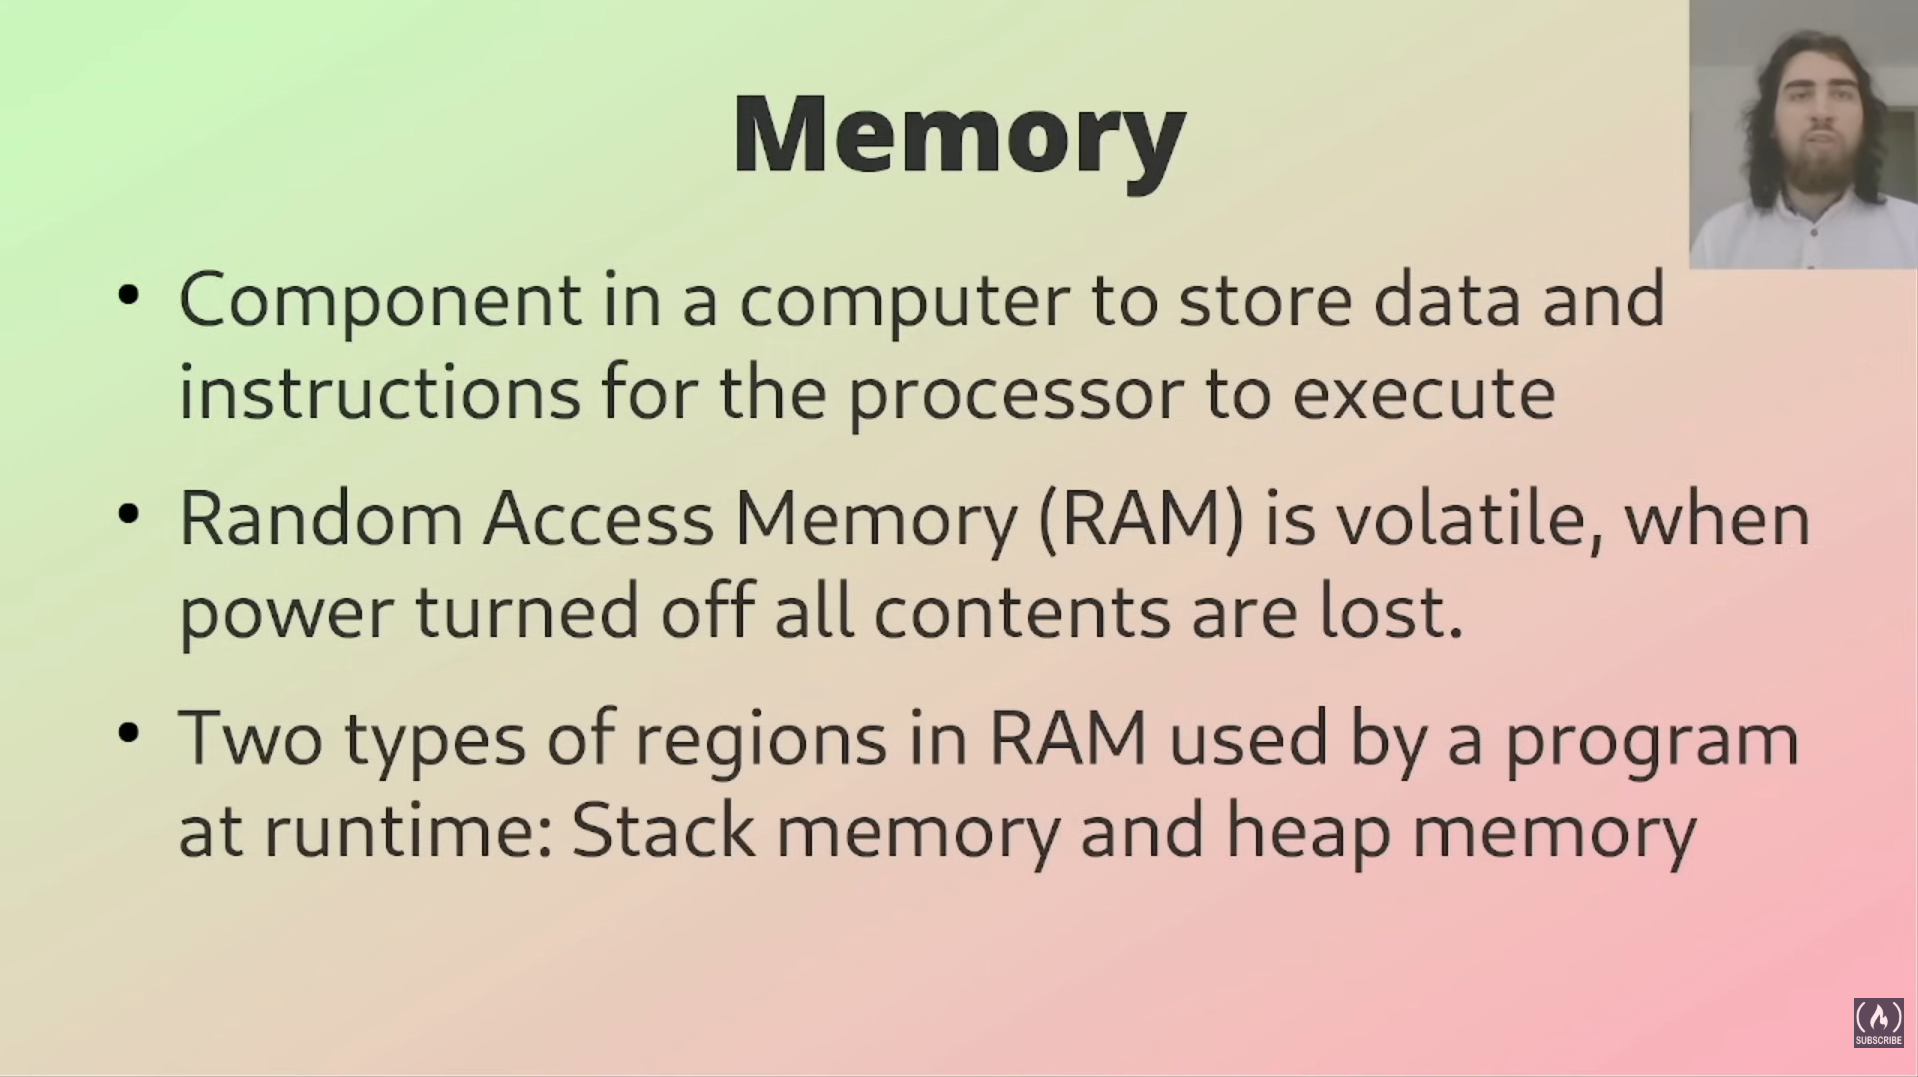 Memory
• Component in a computer to store data and
instructions for the processor to execute
• Random Access Memory (RAM) is volatile, when
power turned off all contents are lost.
• Two types of regions in RAM used by a program
at runtime: Stack memory and heap memory
SUBSCRIBE